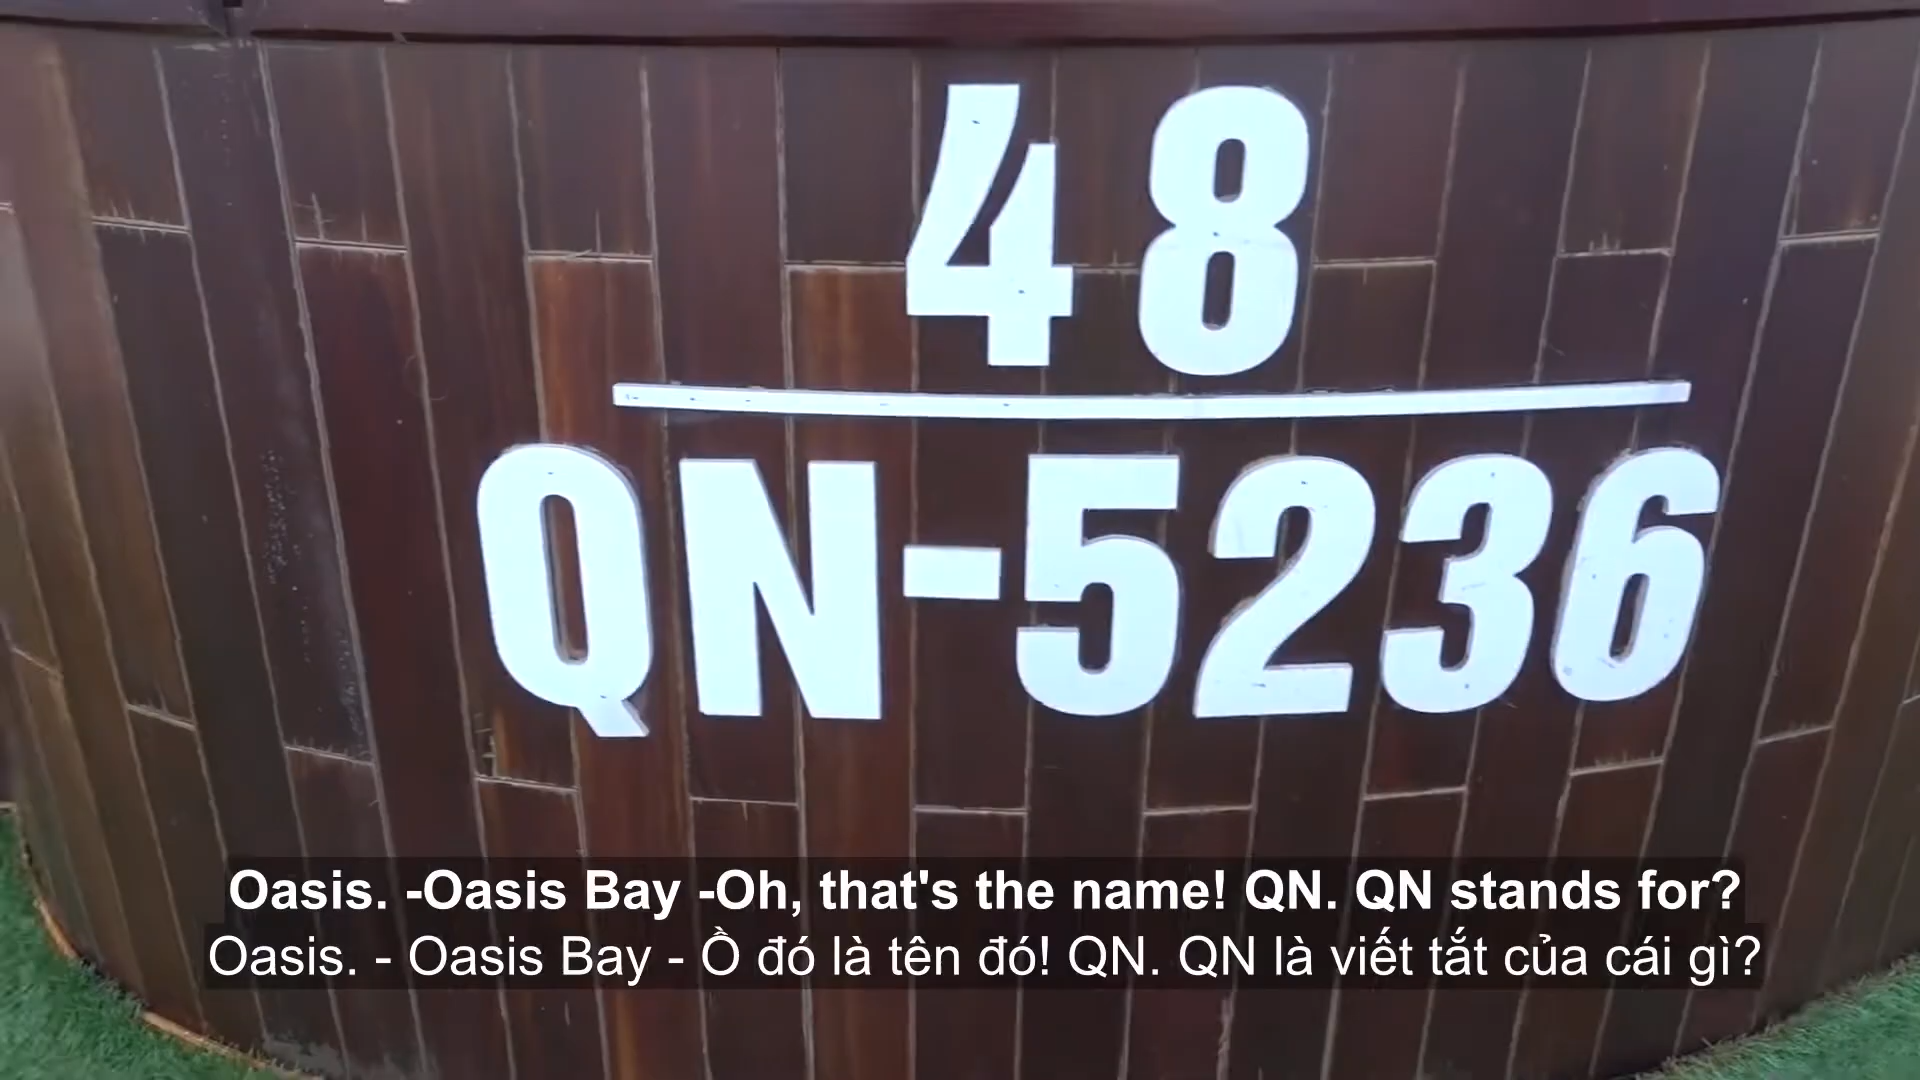 48
QN-5236
Oasis. -Oasis Bay -Oh, that's the name! QN. QN stands for?
Oasis. - Oasis Bay - Ồ đó là tên đó! QN. QN là viết tắt của cái gì?